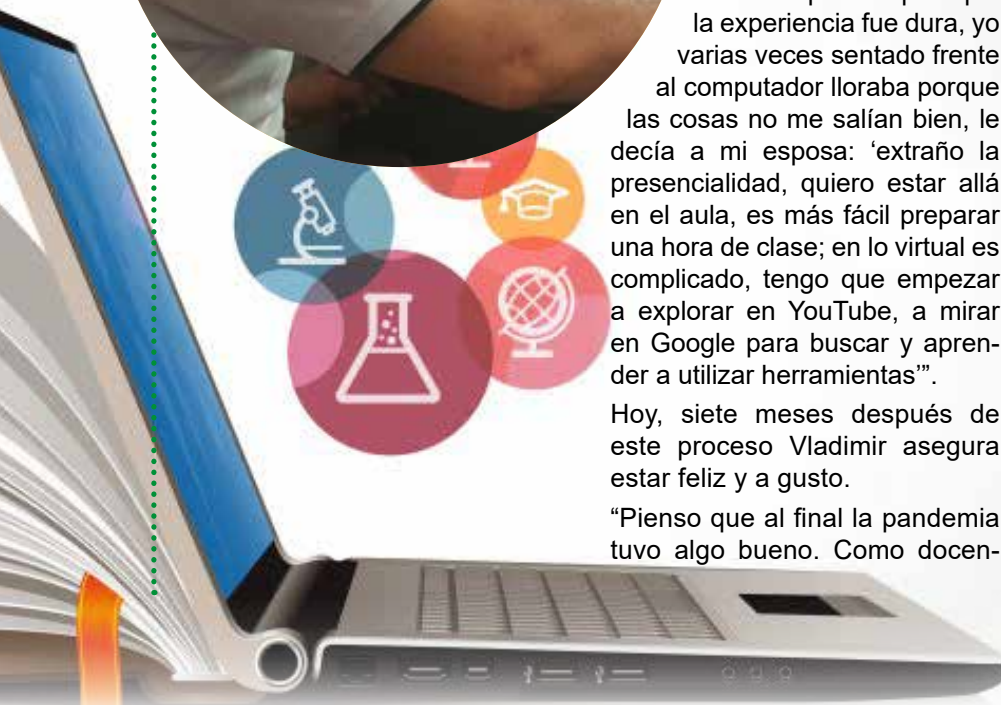 la experiencia fue dura, yo
varias veces sentado frente
al computador lloraba porque
las cosas no me salían bien, le
decía a mi esposa: ‘extraño la
presencialidad, quiero estar allá
en el aula, es más fácil preparar
una hora de clase; en lo virtual es
complicado, tengo que empezar
a explorar en YouTube, a mirar
en Google para buscar y apren-
der a utilizar herramientas’”.
Hoy, siete meses después de
este proceso Vladimir asegura
estar feliz y a gusto.
“Pienso que al final la pandemia
tuvo algo bueno. Como docen-